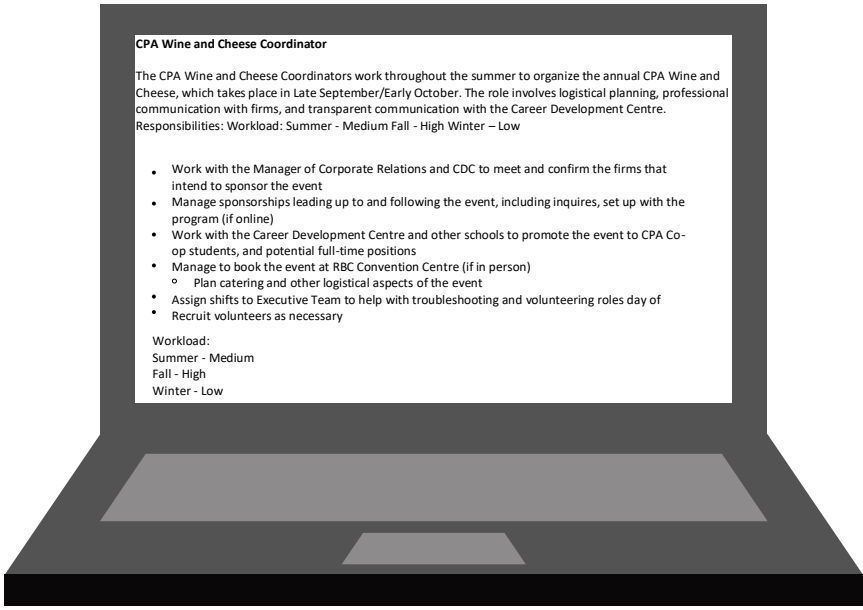 CPA Wine and Cheese Coordinator
The CPA Wine and Cheese Coordinators work throughout the summer to organize the annual CPA Wine and
Cheese, which takes place in Late September/Early October. The role involves logistical planning, professional
communication with firms, and transparent communication with the Career Development Centre.
Responsibilities: Workload: Summer - Medium Fall - High Winter – Low
• Work with the Manager of Corporate Relations and CDC to meet and confirm the firms that
intend to sponsor the event
• Manage sponsorships leading up to and following the event, including inquires, set up with the
program (if online)
• Work with the Career Development Centre and other schools to promote the event to CPA Co-
op students, and potential full-time positions
• Manage to book the event at RBC Convention Centre (if in person)
o Plan catering and other logistical aspects of the event
• Assign shifts to Executive Team to help with troubleshooting and volunteering roles day of
• Recruit volunteers as necessary
Workload:
Summer - Medium
Fall - High
Winter - Low